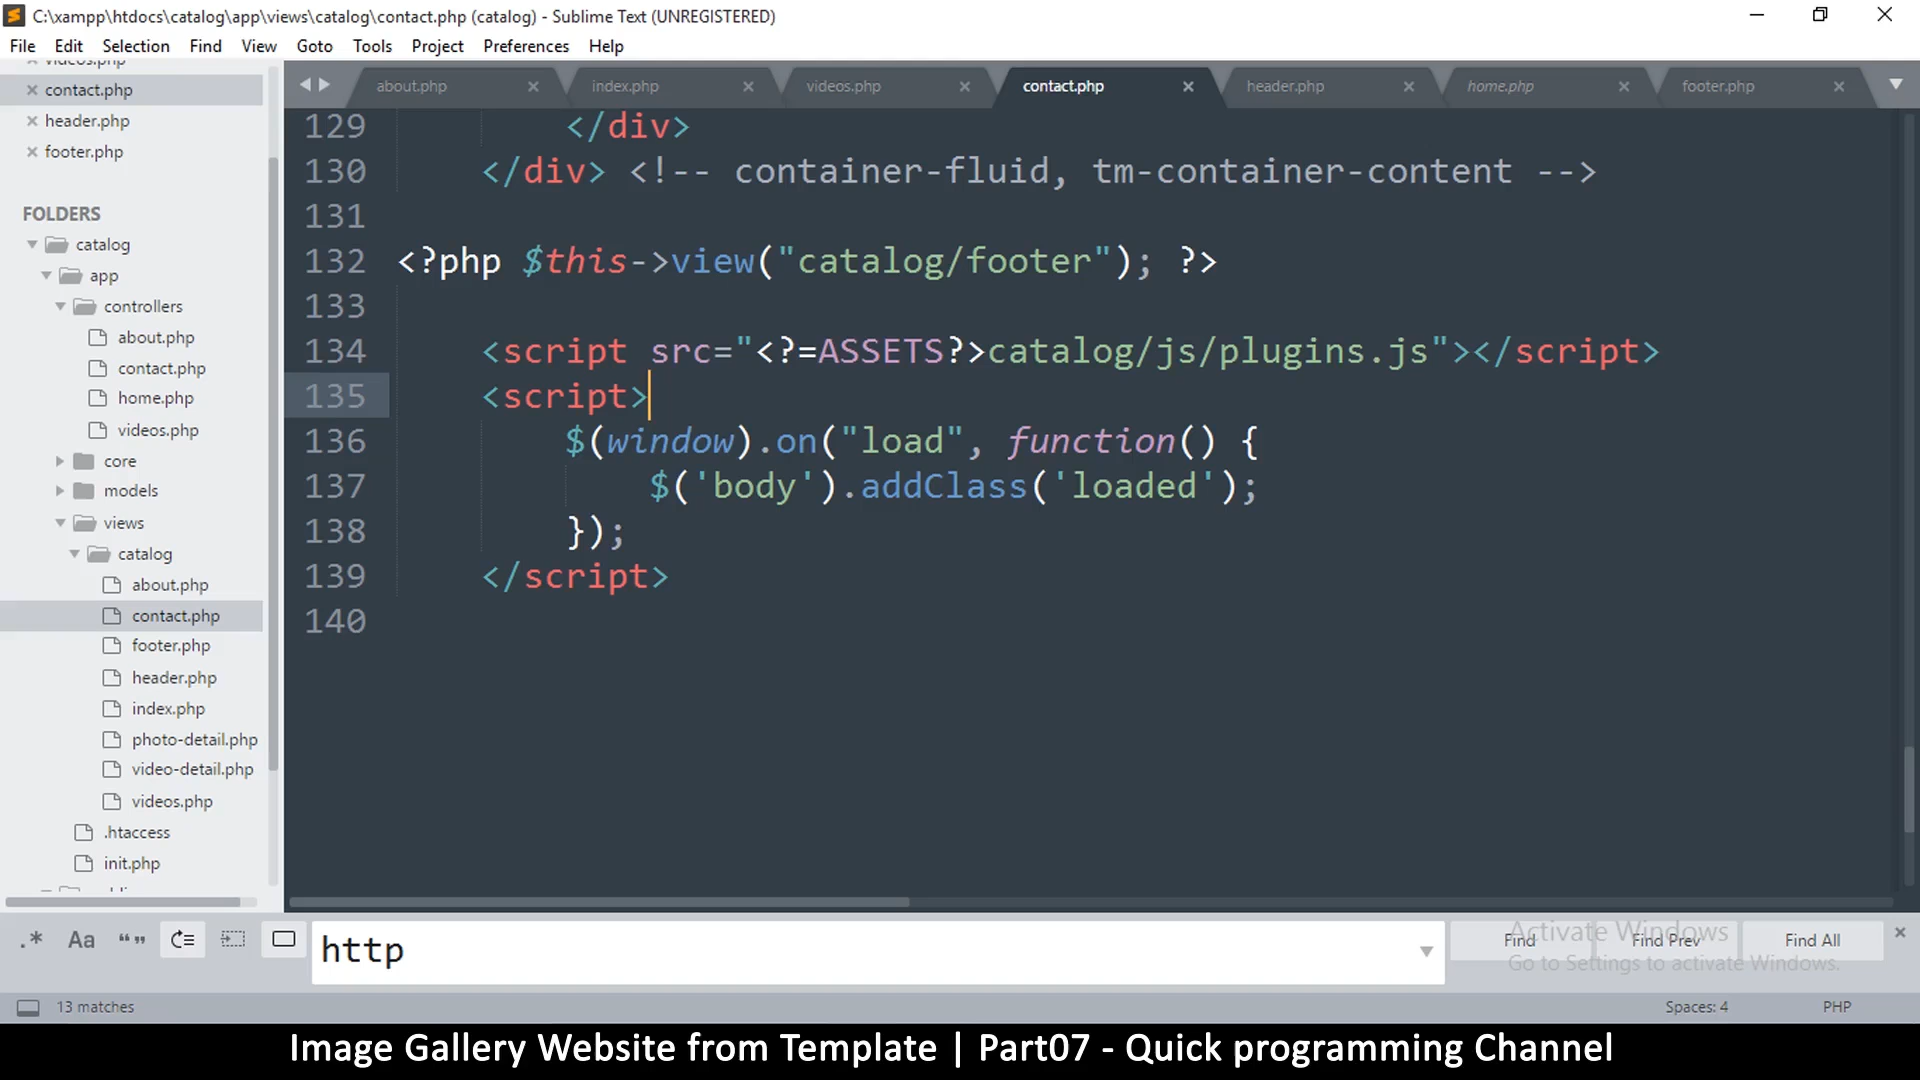 C:\xampp\htdocs\catalog\app\views\catalog\contact.php (catalog) - Sublime Text (UNREGISTERED)
File Edit Selection Find View Goto Tools Project Preferences Help
videos.php
contact.php
header.php
footer.php
FOLDERS
catalog
app
controllers
about.php
contact.php
home.php
videos.php
core
models
views
catalog
about.php
contact.php
footer.php
header.php
index.php
photo-detail.php
video-detail.php
videos.php
.htaccess
init.php
about.php index.php videos.php contact.php header.php home.php footer.php
129 </div>
130 </div> <!-- container-fluid, tm-container-content -->
131
132 <?php $this->view("catalog/footer"); ?>
133
134 <script src="<?=ASSETS?>catalog/js/plugins.js"></script>
135 <script>
136 $(window).on("load", function() {
137 $('body').addClass('loaded');
138 });
139 </script>
140
.* Aa “” http Find Find Prev Find All
Activate Windows
Go to Settings to activate Windows.
13 matches Spaces: 4 PHP
Image Gallery Website from Template | Part07 - Quick programming Channel